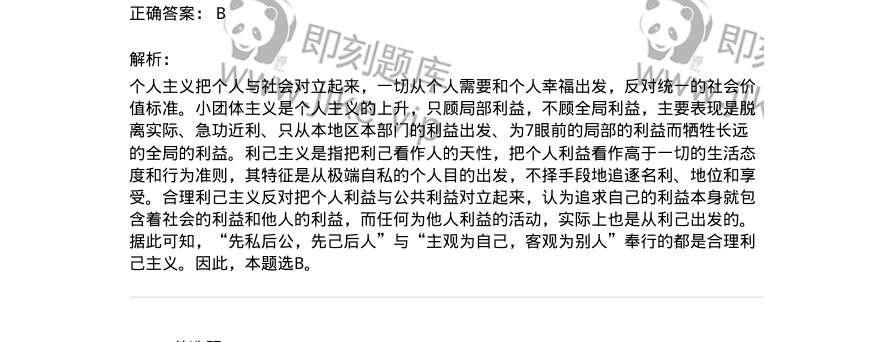 正确答案： B
解析：
个人主义把个人与社会对立起来，一切从个人需要和个人幸福出发，反对统一的社会价
值标准。小团体主义是个人主义的上升，只顾局部利益，不顾全局利益，主要表现是脱
离实际、急功近利、只从本地区本部门的利益出发、为7眼前的局部的利益而牺牲长远
的全局的利益。利己主义是指把利己看作人的天性，把个人利益看作高于一切的生活态
度和行为准则，其特征是从极端自私的个人目的出发，不择手段地追逐名利、地位和享
受。合理利己主义反对把个人利益与公共利益对立起来，认为追求自己的利益本身就包
含着社会的利益和他人的利益，而任何为他人利益的活动，实际上也是从利己出发的。
据此可知，“先私后公，先己后人”与“主观为自己，客观为别人”奉行的都是合理利
己主义。因此，本题选B。
即刻题库
即刻